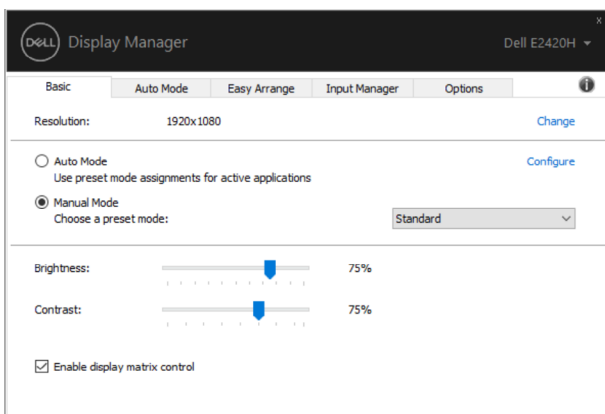 x
DELL Display Manager Dell E2420H
Basic Auto Mode Easy Arrange Input Manager Options i
Resolution: 1920x1080 Change
Auto Mode Configure
Use preset mode assignments for active applications
Manual Mode
Choose a preset mode: Standard
Brightness: 75%
Contrast: 75%
Enable display matrix control